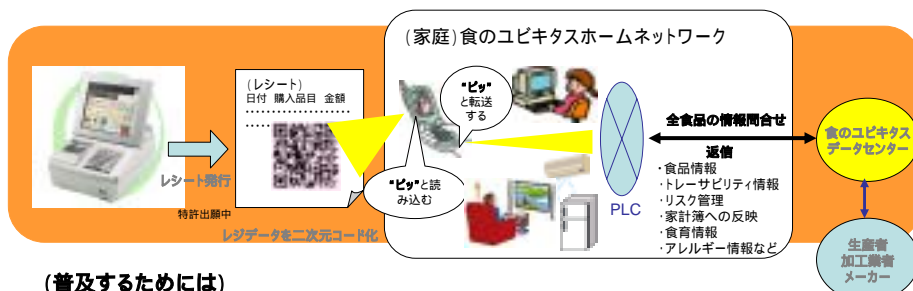 (家庭)食のユビキタスホームネットワーク
(レシート)
日付 購入品目 金額
レシート発行
特許出願中
レジデータを二次元コード化
"ピッ"
と転送
する
"ピッ"と読
み込む
PLC
全食品の情報問合せ
返信
・食品情報
・トレーサビリティ情報
・リスク管理
・家計簿への反映
・食育情報
・アレルギー情報など
食のユビキタス
データセンター
生産者
加工業者
メーカー
(普及するためには)